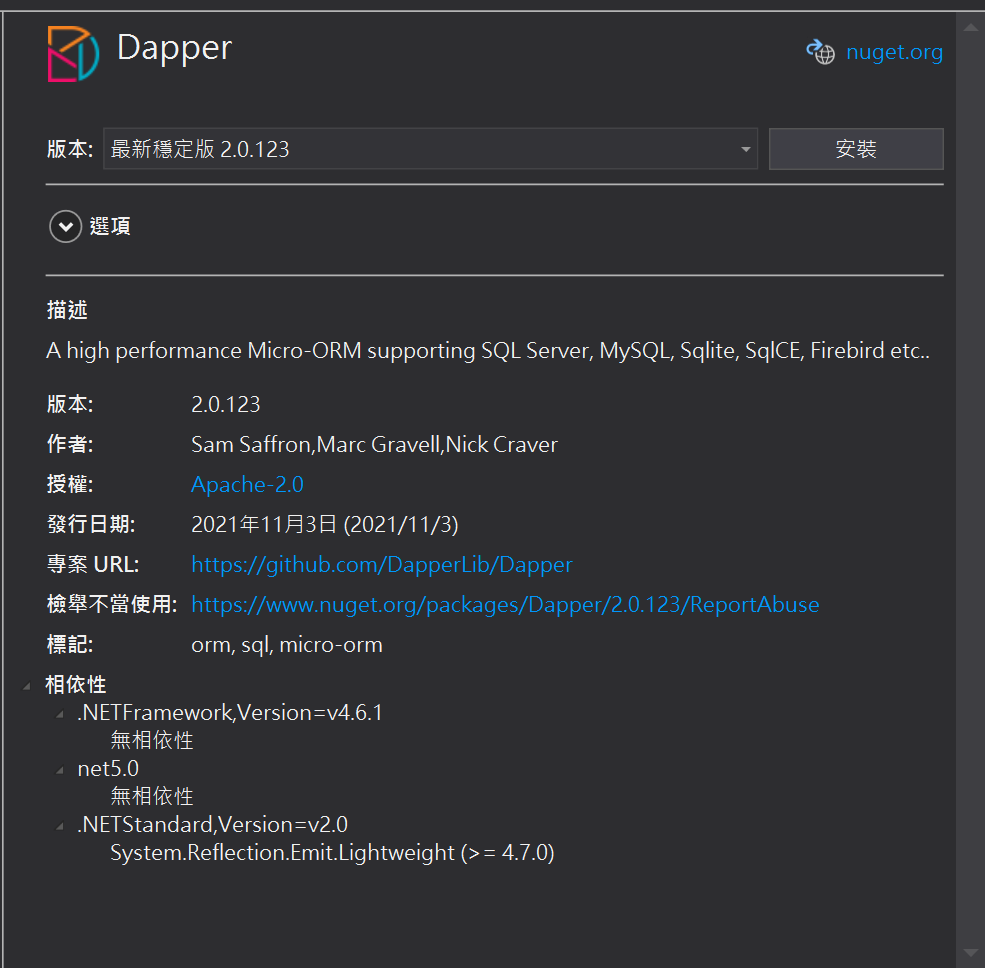 Dapper
nuget.org
版本: 最新穩定版 2.0.123 安裝
選項
描述
A high performance Micro-ORM supporting SQL Server, MySQL, Sqlite, SqlCE, Firebird etc..
版本: 2.0.123
作者: Sam Saffron,Marc Gravell,Nick Craver
授權: Apache-2.0
發行日期: 2021年11月3日 (2021/11/3)
專案 URL: https://github.com/DapperLib/Dapper
檢舉不當使用: https://www.nuget.org/packages/Dapper/2.0.123/ReportAbuse
標記: orm, sql, micro-orm
相依性
.NETFramework,Version=v4.6.1
無相依性
net5.0
無相依性
.NETStandard,Version=v2.0
System.Reflection.Emit.Lightweight (>= 4.7.0)